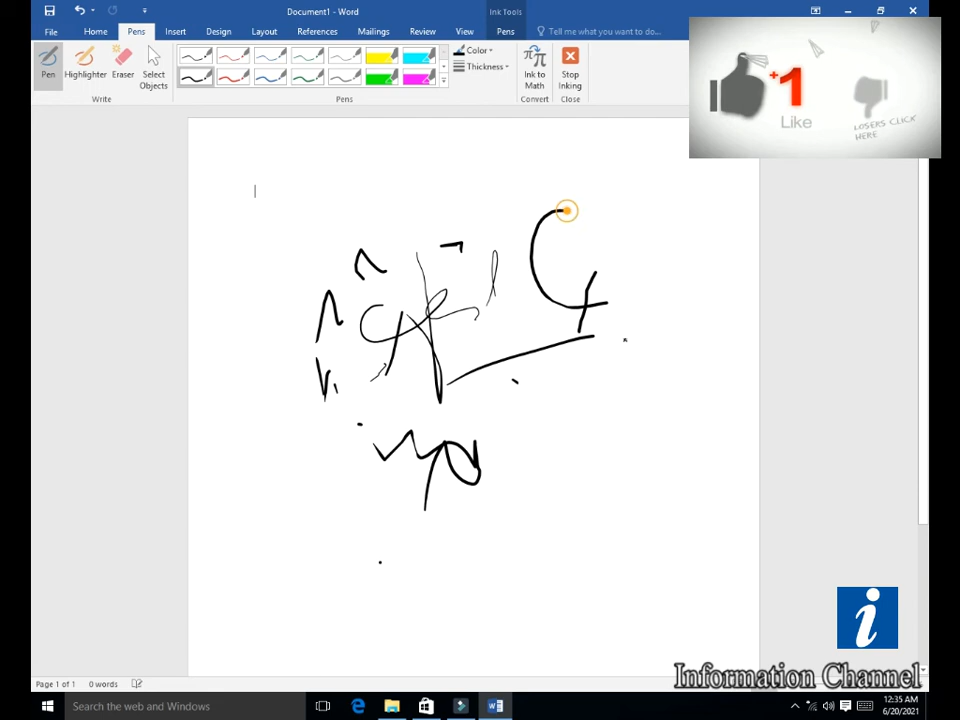 Document1 - Word
Ink Tools
File Home Pens Insert Design Layout References Mailings Review View Pens Tell me what you want to do...
Pen Highlighter Eraser Select Objects
Color
Thickness
Ink to Math
Stop Inking
Write Pens Convert Close
+1
Like
LOSERS CLICK HERE
i
Information Channel
Page 1 of 1 0 words
Search the web and Windows
12:35 AM
6/20/2021